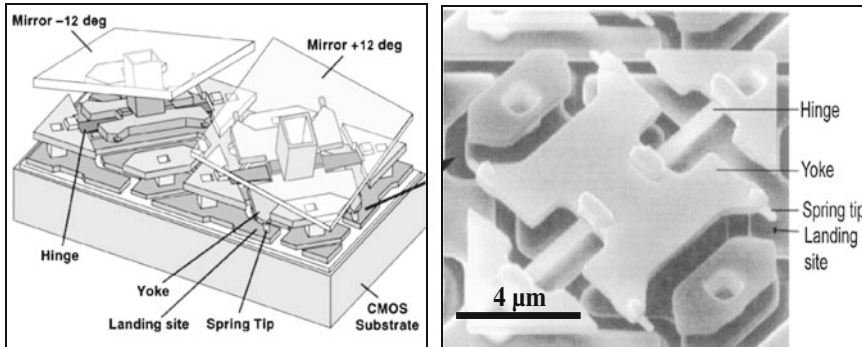 Mirror –12 deg
Mirror +12 deg
Hinge
Yoke
Landing site
Spring Tip
CMOS
Substrate
Hinge
Yoke
Spring tip
Landing
site
4 µm